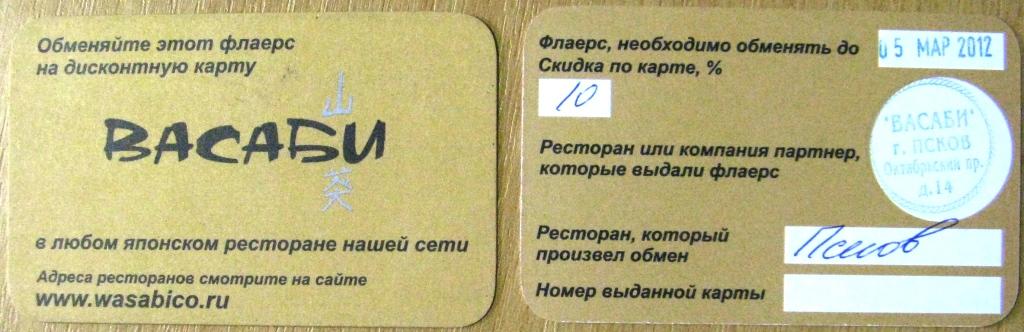 Обменяйте этот флаерс
на дисконтную карту
山
ВАСАБИ
葵
в любом японском ресторане нашей сети
Адреса ресторанов смотрите на сайте
www.wasabico.ru
Флаерс, необходимо обменять до
05 МАР 2012
Скидка по карте, %
10
"ВАСАБИ"
г. ПСКОВ
Октябрьский пр.
д.14
Ресторан или компания партнер,
которые выдали флаерс
Ресторан, который
произвел обмен
Псков
Номер выданной карты